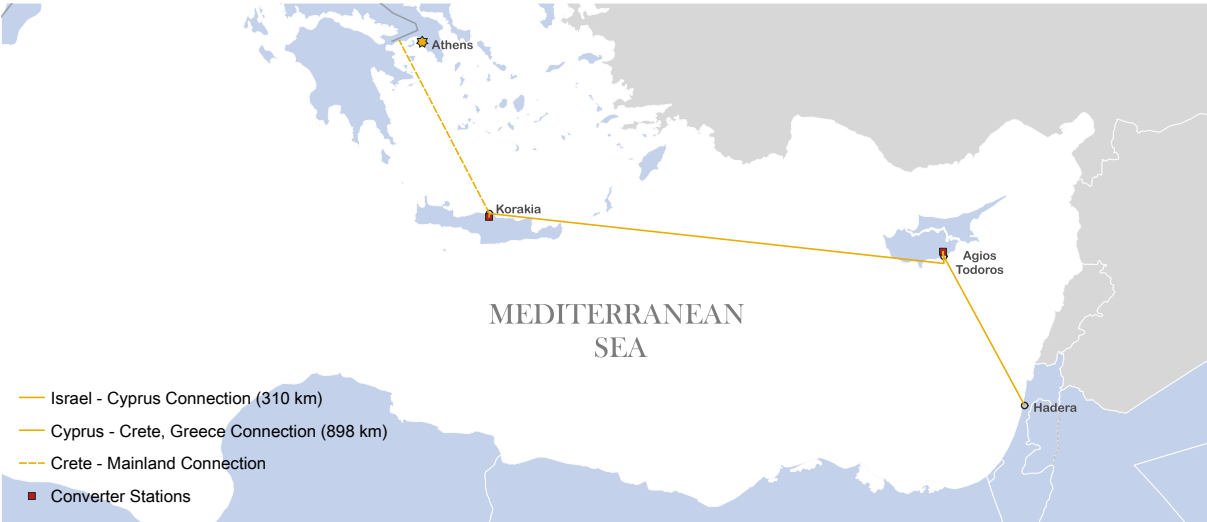 Athens
Korakia
Agios
Todoros
MEDITERRANEAN
SEA
Israel - Cyprus Connection (310 km)
Hadera
Cyprus - Crete, Greece Connection (898 km)
Crete - Mainland Connection
Converter Stations